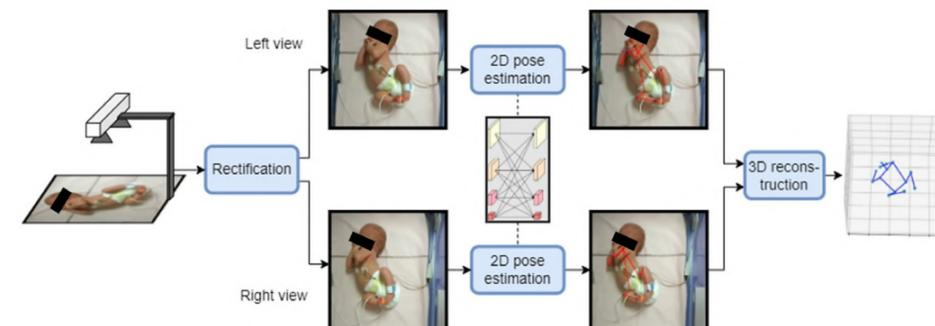 Left view
2D pose
estimation
Rectification
3D recons-
truction
Right view
2D pose
estimation